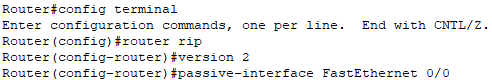 Router#config terminal
Enter configuration commands, one per line.  End with CNTL/Z.
Router(config)#router rip
Router(config-router)#version 2
Router(config-router)#passive-interface FastEthernet 0/0